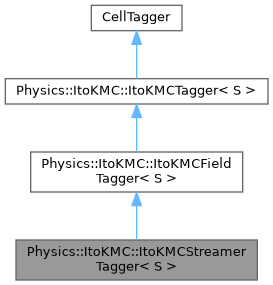 CellTagger
Physics::ItoKMC::ItoKMCTagger< S >
Physics::ItoKMC::ItoKMCField
Tagger< S >
Physics::ItoKMC::ItoKMCStreamer
Tagger< S >